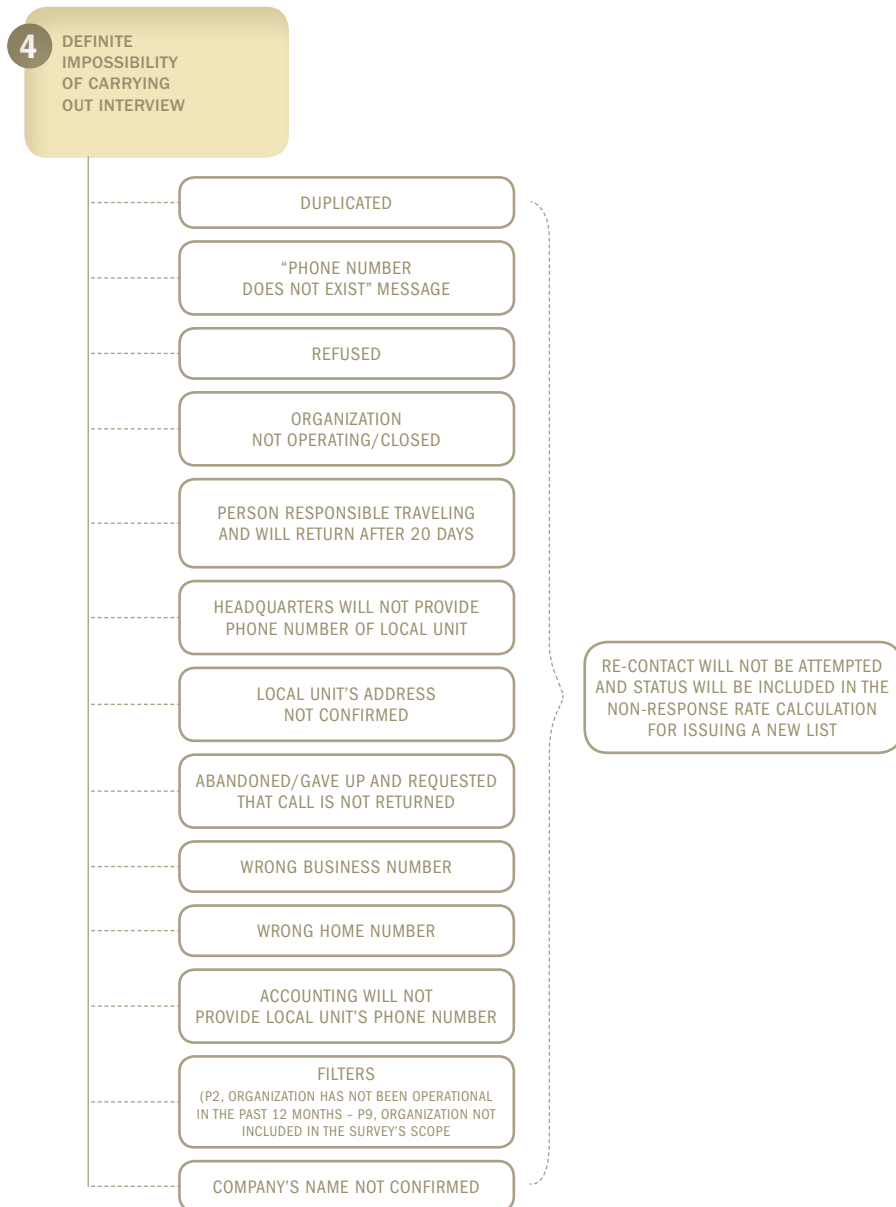 4
DEFINITE
IMPOSSIBILITY
OF CARRYING
OUT INTERVIEW
DUPLICATED
“PHONE NUMBER
DOES NOT EXIST” MESSAGE
REFUSED
ORGANIZATION
NOT OPERATING/CLOSED
PERSON RESPONSIBLE TRAVELING
AND WILL RETURN AFTER 20 DAYS
HEADQUARTERS WILL NOT PROVIDE
PHONE NUMBER OF LOCAL UNIT
LOCAL UNIT’S ADDRESS
NOT CONFIRMED
ABANDONED/GAVE UP AND REQUESTED
THAT CALL IS NOT RETURNED
WRONG BUSINESS NUMBER
WRONG HOME NUMBER
ACCOUNTING WILL NOT
PROVIDE LOCAL UNIT’S PHONE NUMBER
FILTERS
(P2, ORGANIZATION HAS NOT BEEN OPERATIONAL
IN THE PAST 12 MONTHS – P9, ORGANIZATION NOT
INCLUDED IN THE SURVEY’S SCOPE
COMPANY’S NAME NOT CONFIRMED
RE-CONTACT WILL NOT BE ATTEMPTED
AND STATUS WILL BE INCLUDED IN THE
NON-RESPONSE RATE CALCULATION
FOR ISSUING A NEW LIST